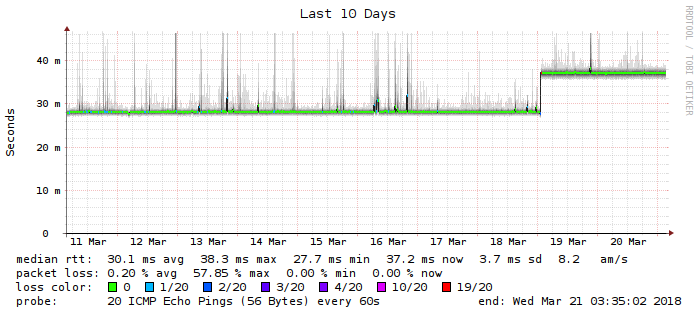 Last 10 Days
RRDTOOL / TOBI OETIKER
Seconds
40 m
30 m
20 m
10 m
0
11 Mar 12 Mar 13 Mar 14 Mar 15 Mar 16 Mar 17 Mar 18 Mar 19 Mar 20 Mar
median rtt: 30.1 ms avg 38.3 ms max 27.7 ms min 37.2 ms now 3.7 ms sd 8.2 am/s
packet loss: 0.20 % avg 57.85 % max 0.00 % min 0.00 % now
loss color: 0 1/20 2/20 3/20 4/20 10/20 19/20
probe: 20 ICMP Echo Pings (56 Bytes) every 60s end: Wed Mar 21 03:35:02 2018